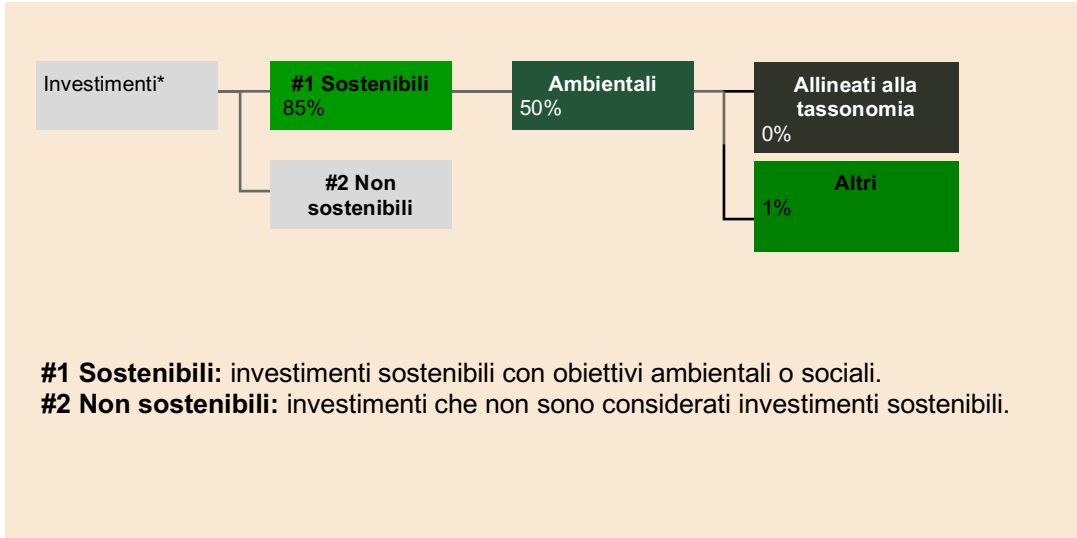 Investimenti*
#1 Sostenibili
85%
#2 Non
sostenibili
Ambientali
50%
Allineati alla
tassonomia
0%
Altri
1%
#1 Sostenibili: investimenti sostenibili con obiettivi ambientali o sociali.
#2 Non sostenibili: investimenti che non sono considerati investimenti sostenibili.